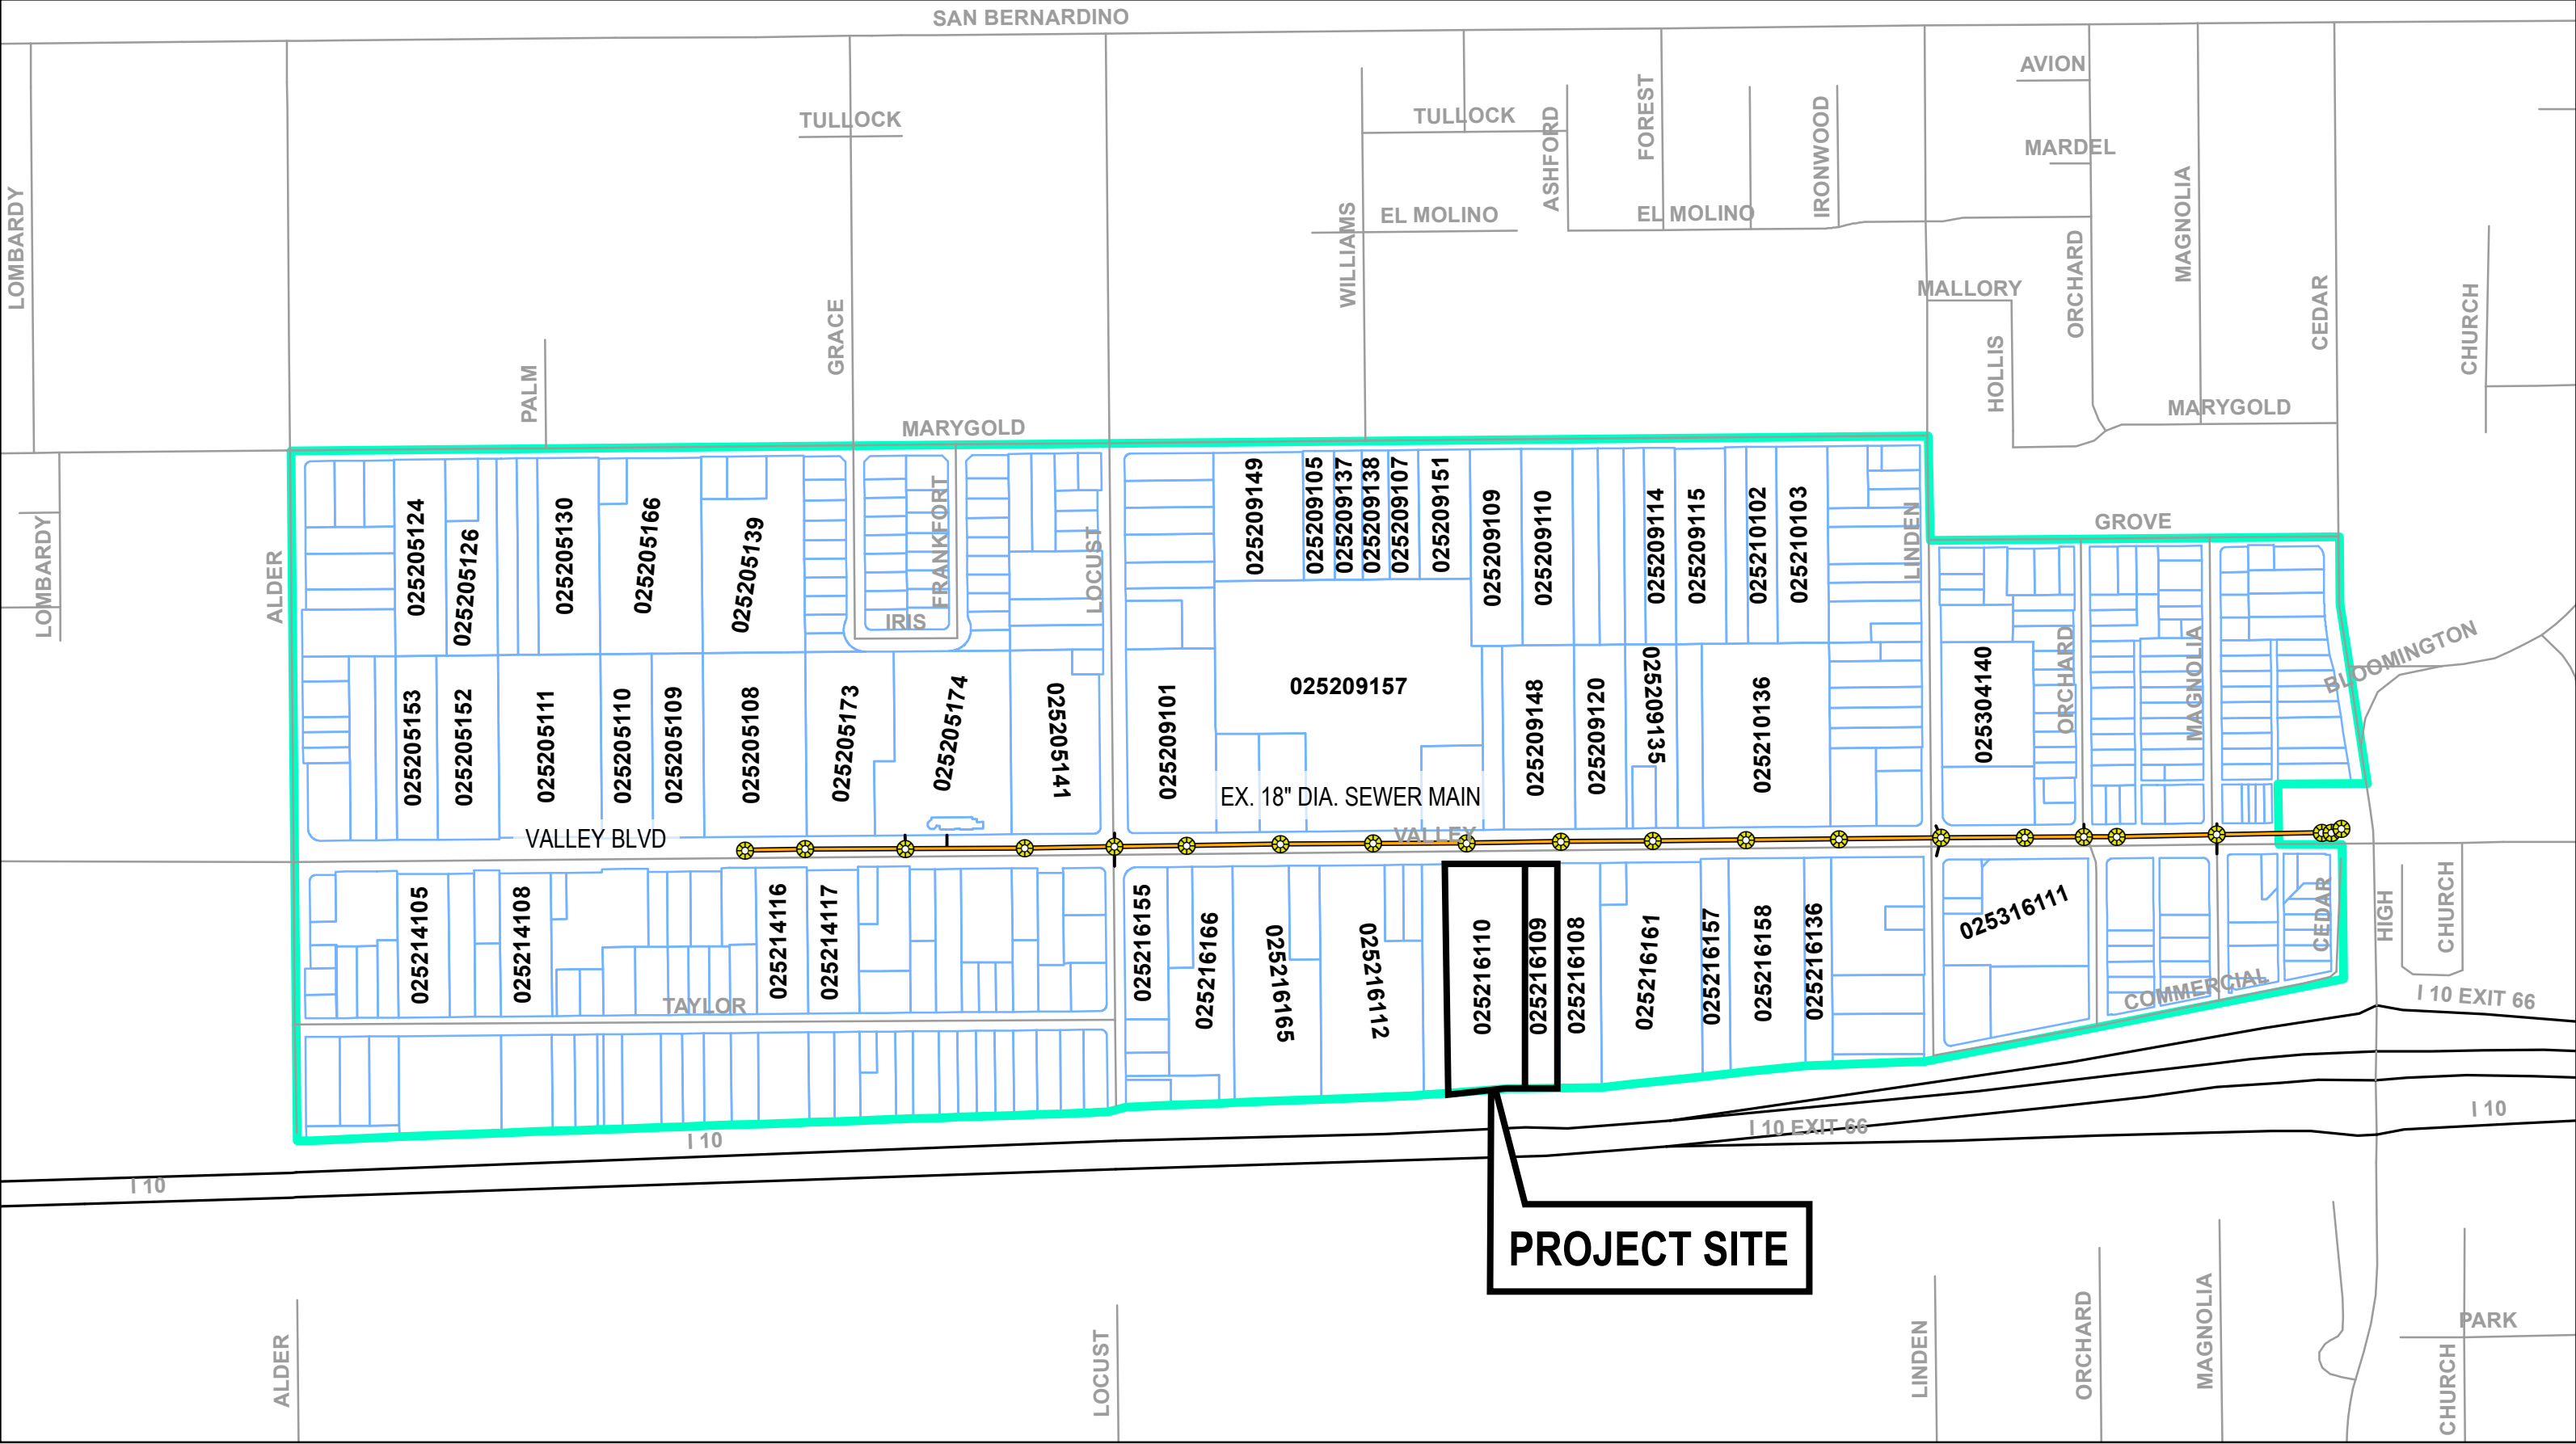 SAN BERNARDINO
AVION
TULLOCK
TULLOCK
ASHFORD
FOREST
IRONWOOD
MARDEL
LOMBARDY
WILLIAMS
EL MOLINO
EL MOLINO
MAGNOLIA
ORCHARD
MALLORY
GRACE
CEDAR
CHURCH
PALM
HOLLIS
MARYGOLD
MARYGOLD
LOMBARDY
ALDER
025205124
025205126
025205130
025205166
025205139
FRANKFORT
IRIS
LOCUST
025209149
025209105
025209137
025209138
025209107
025209151
025209109
025209110
025209114
025209115
025210102
025210103
LINDEN
GROVE
BLOOMINGTON
025205153
025205152
025205111
025205110
025205109
025205108
025205173
025205174
025205141
025209101
025209157
025209148
025209120
025209135
025210136
025304140
ORCHARD
MAGNOLIA
EX. 18" DIA. SEWER MAIN
VALLEY BLVD
VALLEY
025214105
025214108
025214116
025214117
025216155
025216169
025216165
025216112
025216110
025216109
025216108
025216161
025216157
025216158
025216136
025316111
CEDAR
HIGH
CHURCH
TAYLOR
COMMERCIAL
I 10 EXIT 66
I 10
I 10 EXIT 66
I 10
I 10
PROJECT SITE
ALDER
LOCUST
LINDEN
ORCHARD
MAGNOLIA
PARK
CHURCH